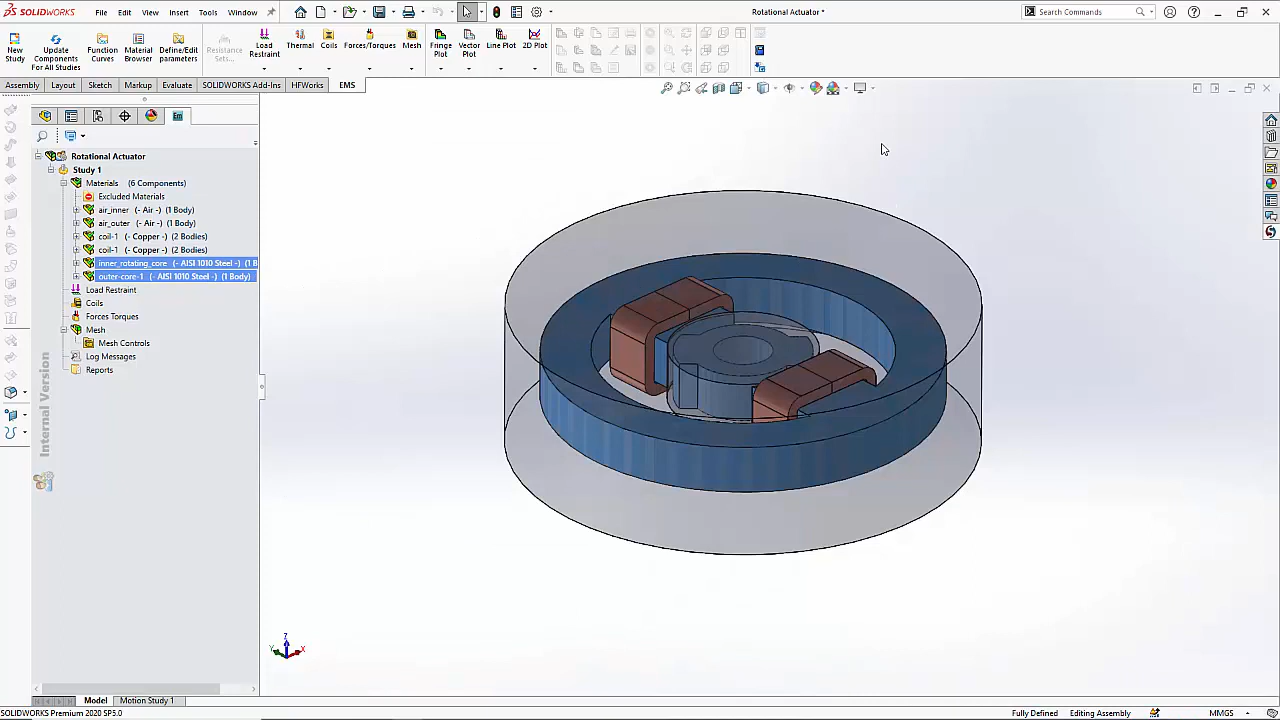 SOLIDWORKS File Edit View Insert Tools Window Rotational Actuator * Search Commands
New Study
Update Components For All Studies
Function Curves
Material Browser
Define/Edit parameters
Resistance Sets...
Load Restraint
Thermal
Coils
Forces/Torques
Mesh
Fringe Plot
Vector Plot
Line Plot
2D Plot
Assembly Layout Sketch Markup Evaluate SOLIDWORKS Add-Ins HFWorks EMS
Rotational Actuator
Study 1
Materials (6 Components)
Excluded Materials
air_inner (- Air -) (1 Body)
air_outer (- Air -) (1 Body)
coil-1 (- Copper -) (2 Bodies)
coil-1 (- Copper -) (2 Bodies)
inner_rotating_core (- AISI 1010 Steel -) (1 B
outer-core-1 (- AISI 1010 Steel -) (1 Body)
Load Restraint
Coils
Forces Torques
Mesh
Mesh Controls
Log Messages
Reports
Internal Version
Z
Y X
Model Motion Study 1
SOLIDWORKS Premium 2020 SP5.0 Fully Defined Editing Assembly MMGS